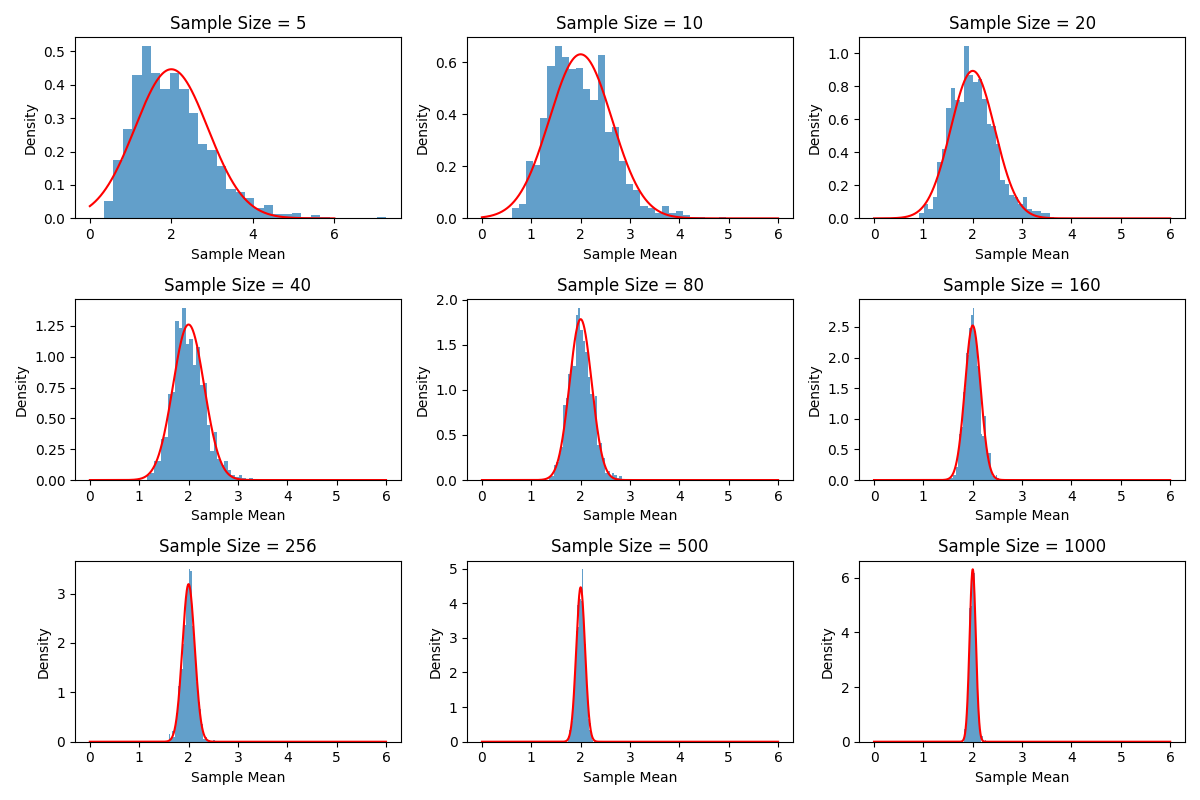 Sample Size = 5
Density
0.5
0.4
0.3
0.2
0.1
0.0
0 2 4 6
Sample Mean
Sample Size = 10
Density
0.6
0.4
0.2
0.0
0 1 2 3 4 5 6
Sample Mean
Sample Size = 20
Density
1.0
0.8
0.6
0.4
0.2
0.0
0 1 2 3 4 5 6
Sample Mean
Sample Size = 40
Density
1.25
1.00
0.75
0.50
0.25
0.00
0 1 2 3 4 5 6
Sample Mean
Sample Size = 80
Density
2.0
1.5
1.0
0.5
0.0
0 1 2 3 4 5 6
Sample Mean
Sample Size = 160
Density
2.5
2.0
1.5
1.0
0.5
0.0
0 1 2 3 4 5 6
Sample Mean
Sample Size = 256
Density
3
2
1
0
0 1 2 3 4 5 6
Sample Mean
Sample Size = 500
Density
5
4
3
2
1
0
0 1 2 3 4 5 6
Sample Mean
Sample Size = 1000
Density
6
4
2
0
0 1 2 3 4 5 6
Sample Mean